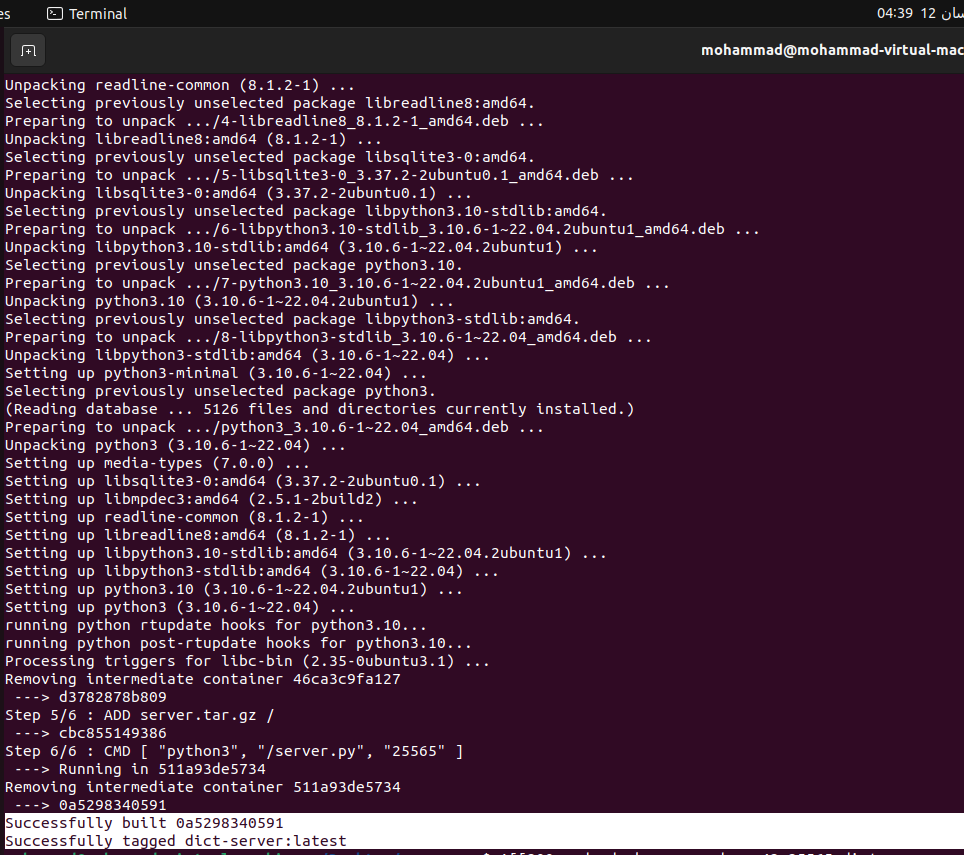 es Terminal 04:39 12 سان
mohammad@mohammad-virtual-mac
Unpacking readline-common (8.1.2-1) ...
Selecting previously unselected package libreadline8:amd64.
Preparing to unpack .../4-libreadline8_8.1.2-1_amd64.deb ...
Unpacking libreadline8:amd64 (8.1.2-1) ...
Selecting previously unselected package libsqlite3-0:amd64.
Preparing to unpack .../5-libsqlite3-0_3.37.2-2ubuntu0.1_amd64.deb ...
Unpacking libsqlite3-0:amd64 (3.37.2-2ubuntu0.1) ...
Selecting previously unselected package libpython3.10-stdlib:amd64.
Preparing to unpack .../6-libpython3.10-stdlib_3.10.6-1~22.04.2ubuntu1_amd64.deb ...
Unpacking libpython3.10-stdlib:amd64 (3.10.6-1~22.04.2ubuntu1) ...
Selecting previously unselected package python3.10.
Preparing to unpack .../7-python3.10_3.10.6-1~22.04.2ubuntu1_amd64.deb ...
Unpacking python3.10 (3.10.6-1~22.04.2ubuntu1) ...
Selecting previously unselected package libpython3-stdlib:amd64.
Preparing to unpack .../8-libpython3-stdlib_3.10.6-1~22.04_amd64.deb ...
Unpacking libpython3-stdlib:amd64 (3.10.6-1~22.04) ...
Setting up python3-minimal (3.10.6-1~22.04) ...
Selecting previously unselected package python3.
(Reading database ... 5126 files and directories currently installed.)
Preparing to unpack .../python3_3.10.6-1~22.04_amd64.deb ...
Unpacking python3 (3.10.6-1~22.04) ...
Setting up media-types (7.0.0) ...
Setting up libsqlite3-0:amd64 (3.37.2-2ubuntu0.1) ...
Setting up libmpdec3:amd64 (2.5.1-2build2) ...
Setting up readline-common (8.1.2-1) ...
Setting up libreadline8:amd64 (8.1.2-1) ...
Setting up libpython3.10-stdlib:amd64 (3.10.6-1~22.04.2ubuntu1) ...
Setting up libpython3-stdlib:amd64 (3.10.6-1~22.04) ...
Setting up python3.10 (3.10.6-1~22.04.2ubuntu1) ...
Setting up python3 (3.10.6-1~22.04) ...
running python rtupdate hooks for python3.10...
running python post-rtupdate hooks for python3.10...
Processing triggers for libc-bin (2.35-0ubuntu3.1) ...
Removing intermediate container 46ca3c9fa127
 ---> d3782878b809
Step 5/6 : ADD server.tar.gz /
 ---> cbc855149386
Step 6/6 : CMD [ "python3", "/server.py", "25565" ]
 ---> Running in 511a93de5734
Removing intermediate container 511a93de5734
 ---> 0a5298340591
Successfully built 0a5298340591
Successfully tagged dict-server:latest